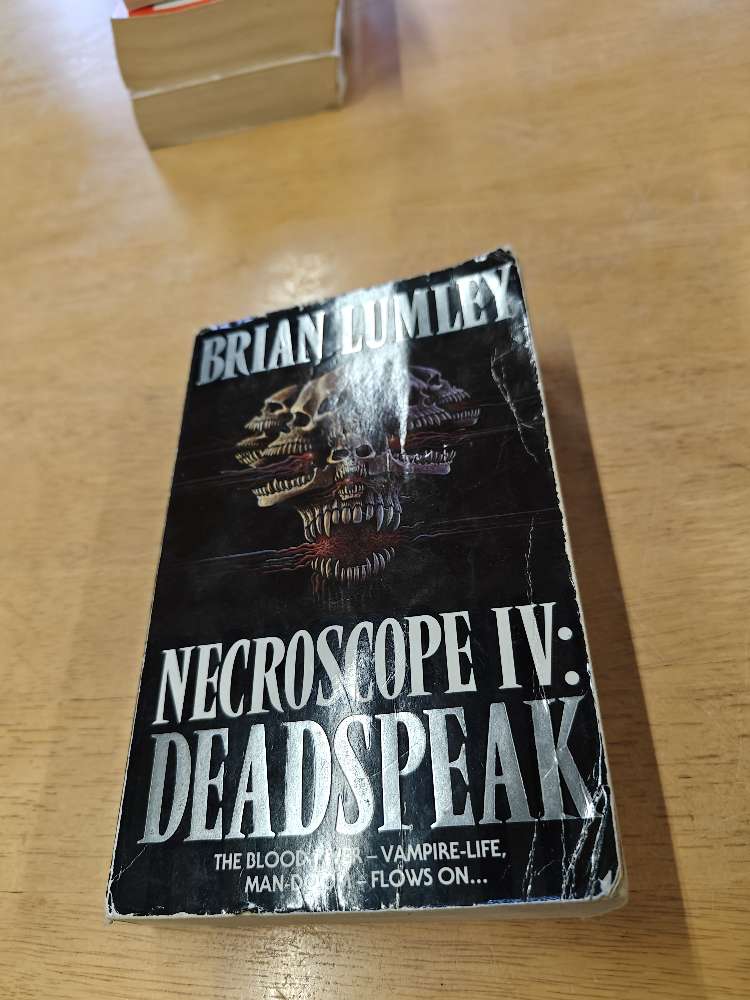 BRIAN LUMLEY
NECROSCOPE IV:
DEADSPEAK
THE BLOOD – VAMPIRE-LIFE,
– FLOWS ON...